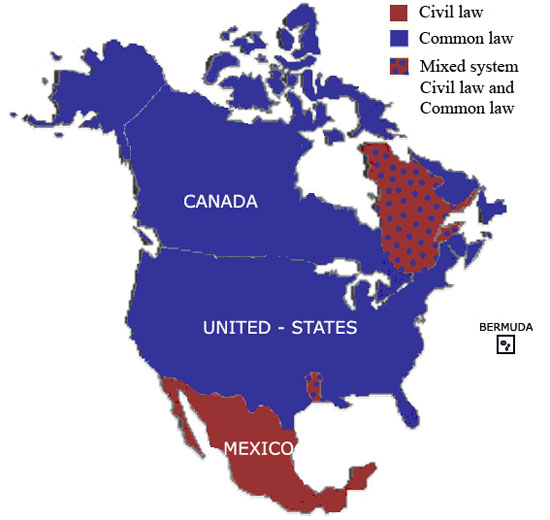 Civil law
Common law
Mixed system
Civil law and
Common law
CANADA
UNITED - STATES
BERMUDA
MEXICO